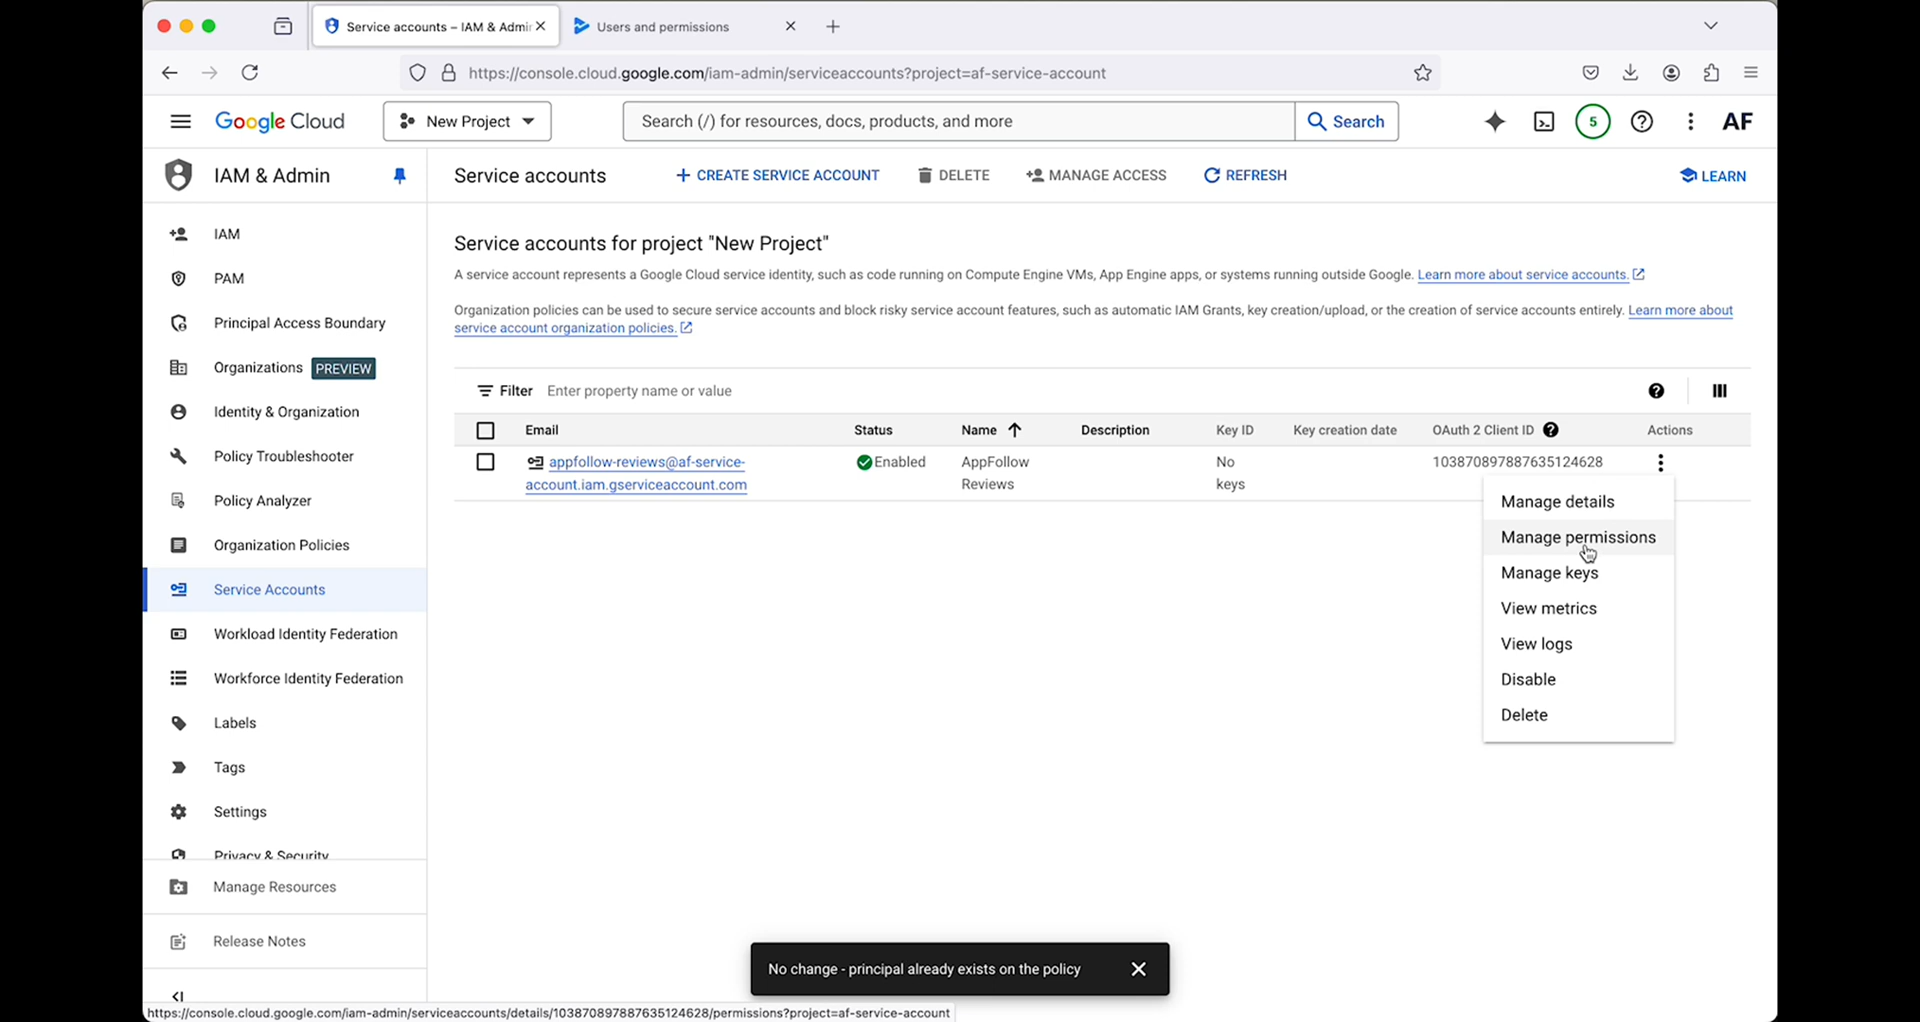 Service accounts – IAM & Admi
Users and permissions
https://console.cloud.google.com/iam-admin/serviceaccounts?project=af-service-account
Google Cloud
New Project
Search (/) for resources, docs, products, and more
Search
5
AF
IAM & Admin
Service accounts
CREATE SERVICE ACCOUNT
DELETE
MANAGE ACCESS
REFRESH
LEARN
IAM
PAM
Principal Access Boundary
Organizations PREVIEW
Identity & Organization
Policy Troubleshooter
Policy Analyzer
Organization Policies
Service Accounts
Workload Identity Federation
Workforce Identity Federation
Labels
Tags
Settings
Privacy & Security
Manage Resources
Release Notes
Service accounts for project "New Project"
A service account represents a Google Cloud service identity, such as code running on Compute Engine VMs, App Engine apps, or systems running outside Google. Learn more about service accounts.
Organization policies can be used to secure service accounts and block risky service account features, such as automatic IAM Grants, key creation/upload, or the creation of service accounts entirely. Learn more about
service account organization policies.
Filter Enter property name or value
Email Status Name Description Key ID Key creation date OAuth 2 Client ID Actions
appfollow-reviews@af-service- Enabled AppFollow No 103870897887635124628
account.iam.gserviceaccount.com Reviews keys
Manage details
Manage permissions
Manage keys
View metrics
View logs
Disable
Delete
No change - principal already exists on the policy
https://console.cloud.google.com/iam-admin/serviceaccounts/details/103870897887635124628/permissions?project=af-service-account